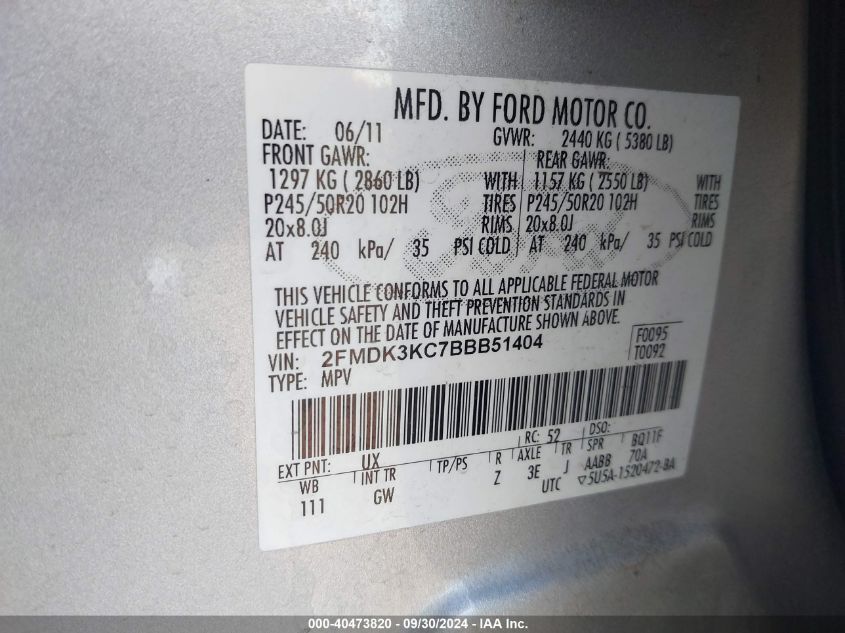 MFD. BY FORD MOTOR CO.
DATE: 06/11 GVWR: 2440 KG ( 5380 LB)
FRONT GAWR: REAR GAWR:
1297 KG ( 2860 LB) WITH 1157 KG ( 2550 LB) WITH
P245/50R20 102H TIRES P245/50R20 102H TIRES
20x8.0J RIMS 20x8.0J RIMS
AT 240 kPa/ 35 PSI COLD AT 240 kPa/ 35 PSI COLD
THIS VEHICLE CONFORMS TO ALL APPLICABLE FEDERAL MOTOR
VEHICLE SAFETY AND THEFT PREVENTION STANDARDS IN
EFFECT ON THE DATE OF MANUFACTURE SHOWN ABOVE.
VIN: 2FMDK3KC7BBB51404 F0095
TYPE: MPV T0092
RC: 52 DSO:
EXT PNT: UX R AXLE TR SPR BQ11F
WB INT TR TP/PS Z 3E J AABB 70A
111 GW UTC ▽5U5A-1520472-BA
000-40473820 - 09/30/2024 - IAA Inc.